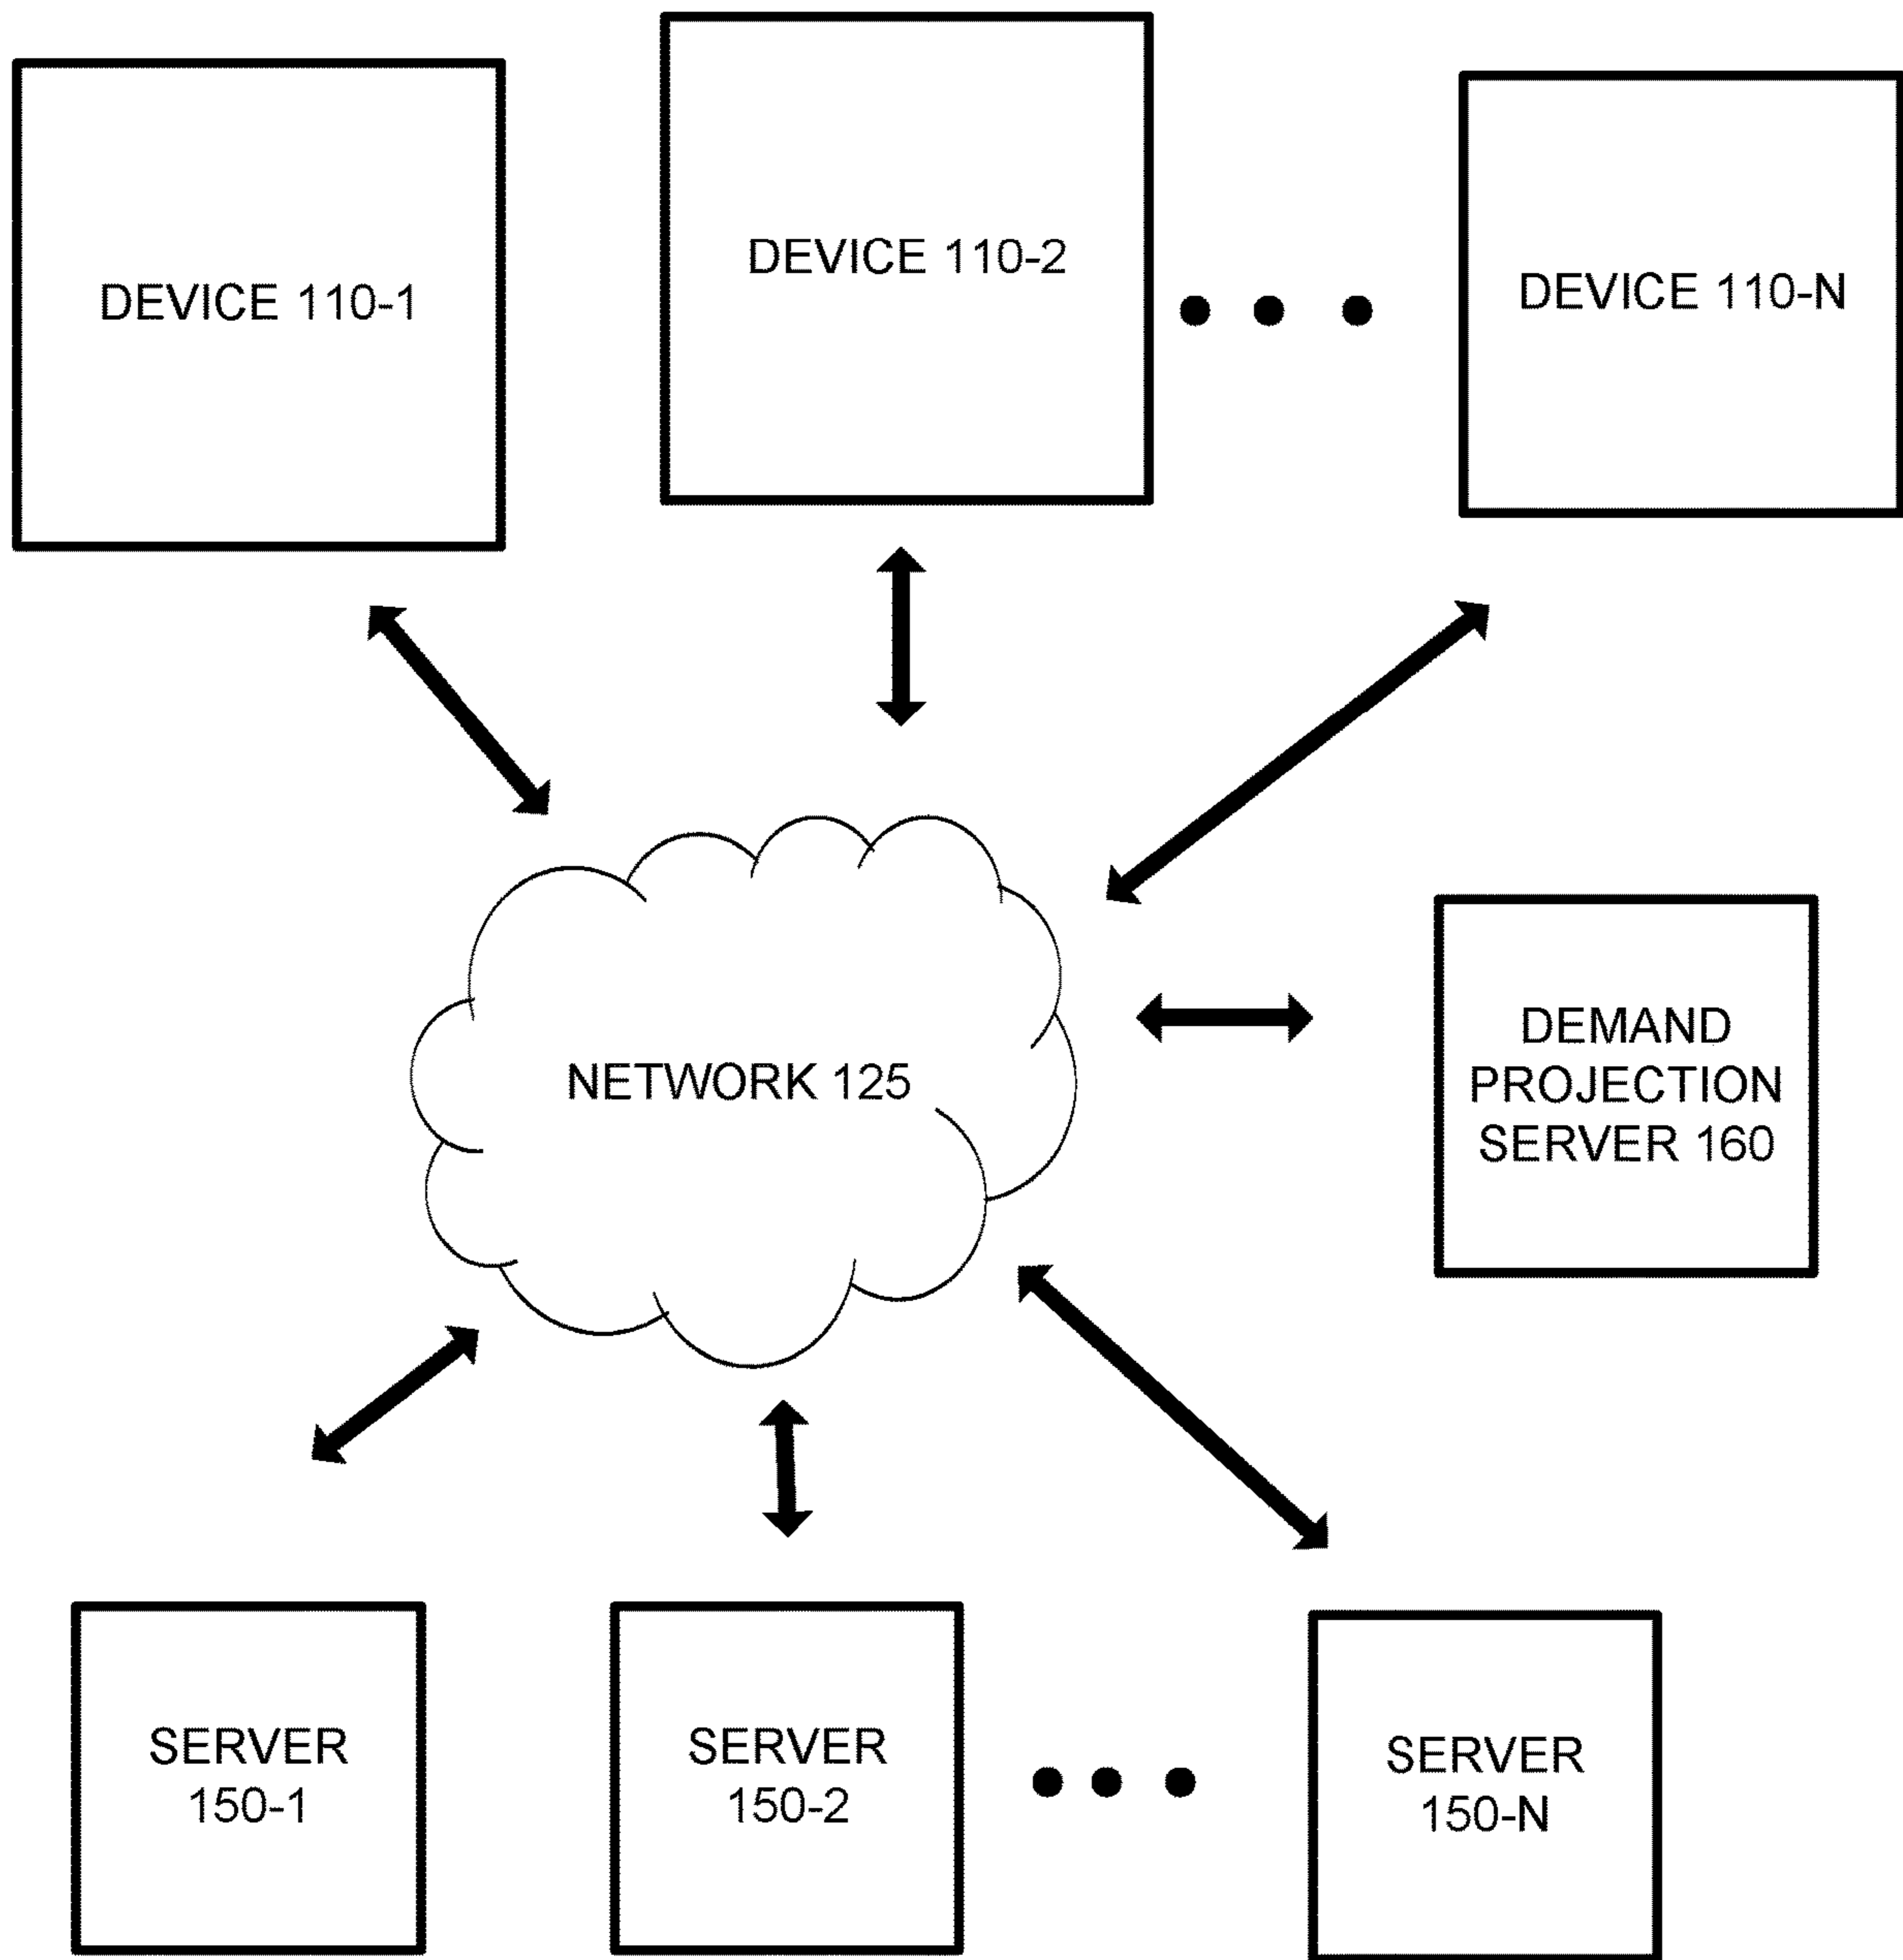 DEVICE 110-1
DEVICE 110-2
DEVICE 110-N
NETWORK 125
DEMAND
PROJECTION
SERVER 160
SERVER
150-1
SERVER
150-2
SERVER
150-N